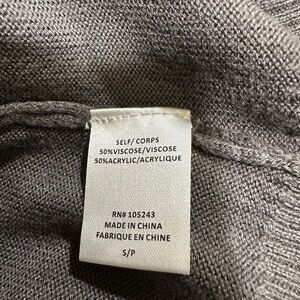 SELF/ CORPS
50%VISCOSE/VISCOSE
50%ACRYLIC/ACRYLIQUE
RN# 105243
MADE IN CHINA
FABRIQUE EN CHINE
S/P